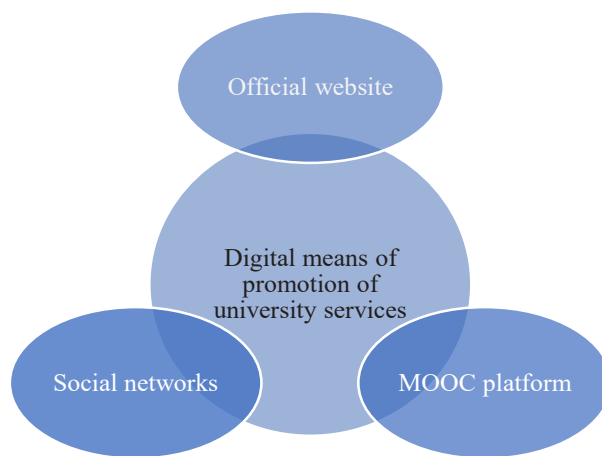 Official website
Digital means of
promotion of
university services
Social networks
MOOC platform